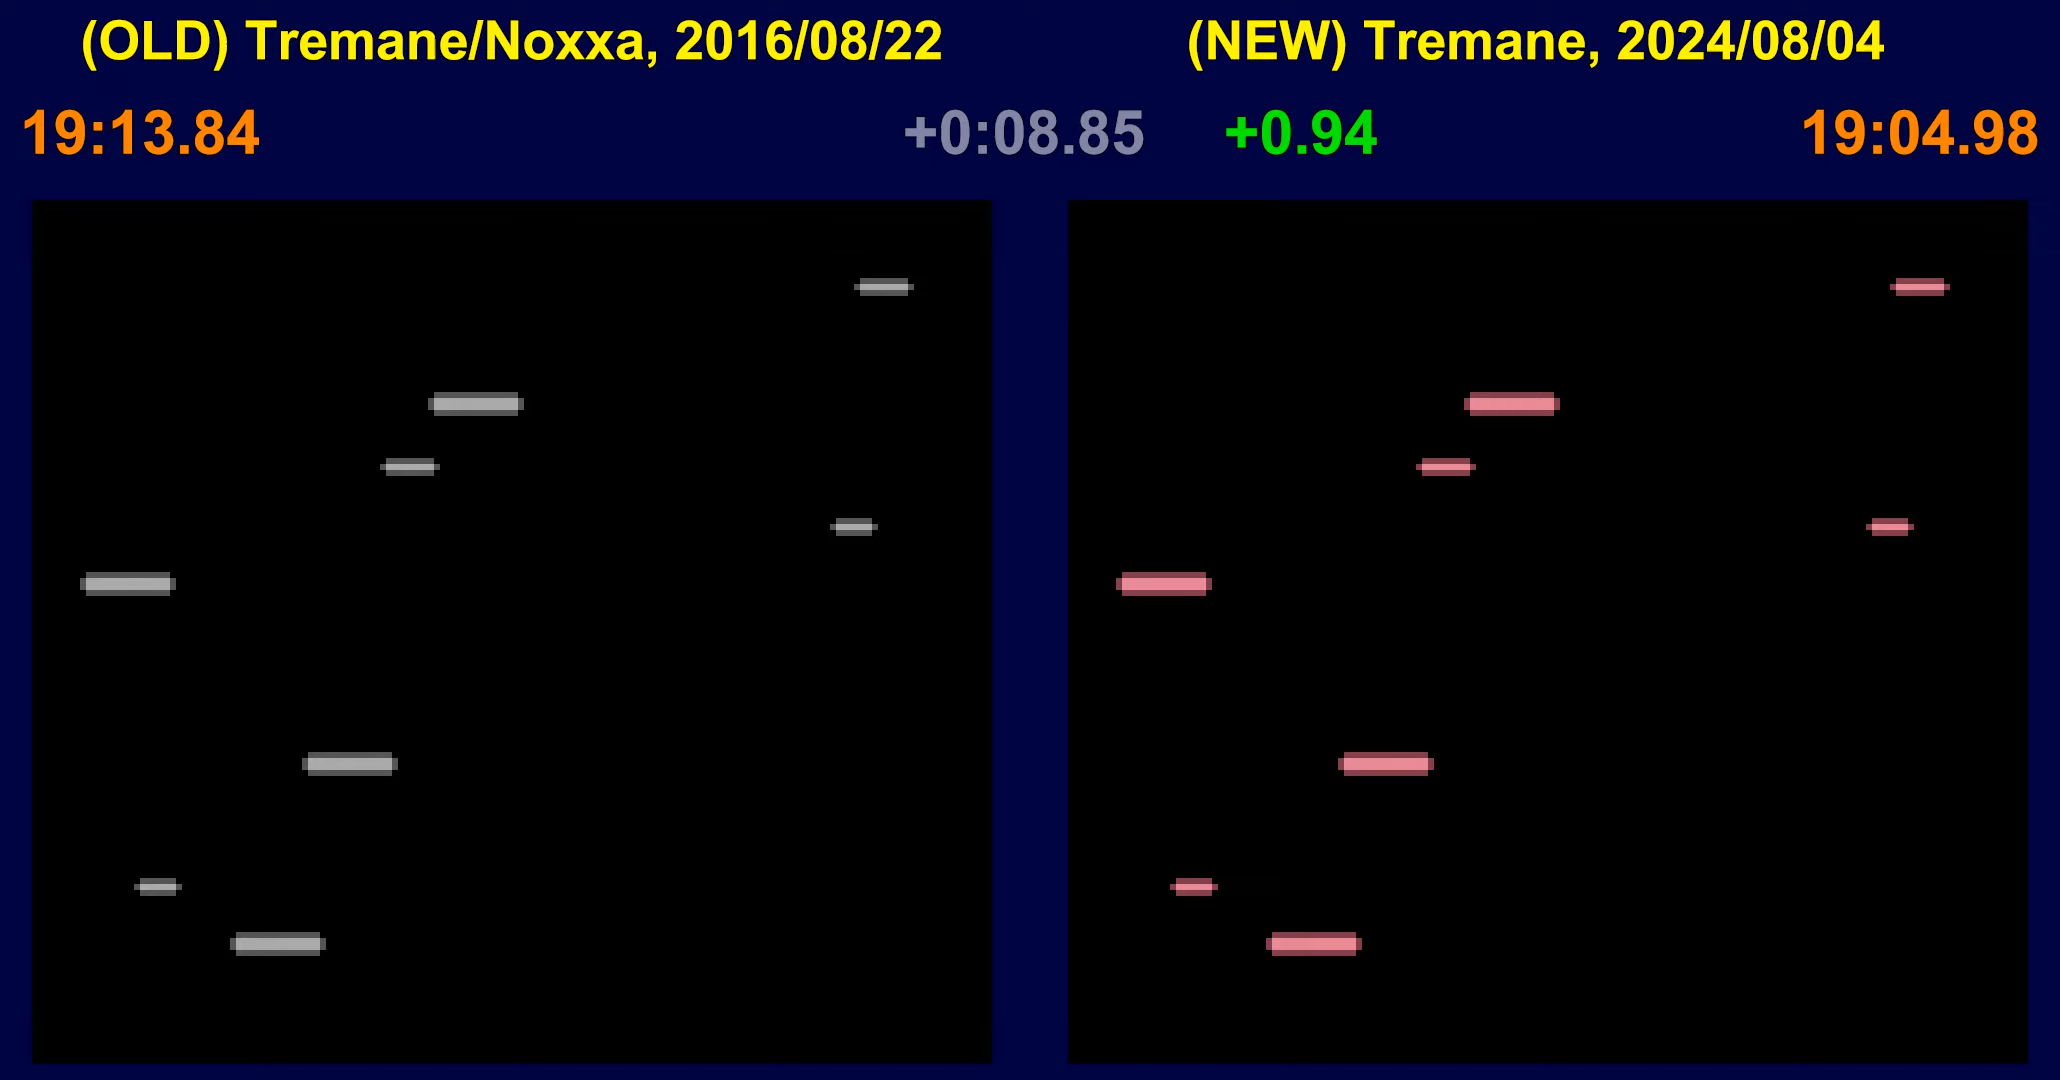 (OLD) Tremane/Noxxa, 2016/08/22
(NEW) Tremane, 2024/08/04
19:13.84
+0:08.85
+0.94
19:04.98